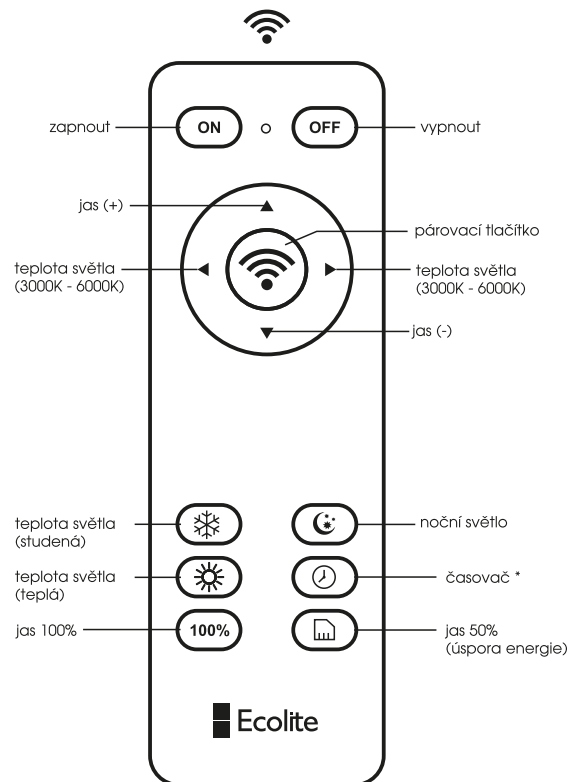 zapnout
ON
OFF
vypnout
jas (+)
párovací tlačítko
teplota světla
(3000K - 6000K)
teplota světla
(3000K - 6000K)
jas (-)
teplota světla
(studená)
noční světlo
teplota světla
(teplá)
časovač *
jas 100%
100%
jas 50%
(úspora energie)
Ecolite